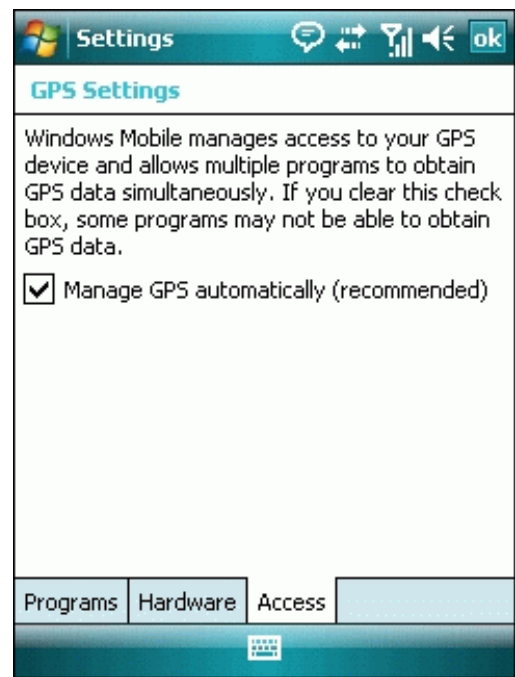 Settings ok
GPS Settings
Windows Mobile manages access to your GPS
device and allows multiple programs to obtain
GPS data simultaneously. If you clear this check
box, some programs may not be able to obtain
GPS data.
Manage GPS automatically (recommended)
Programs Hardware Access